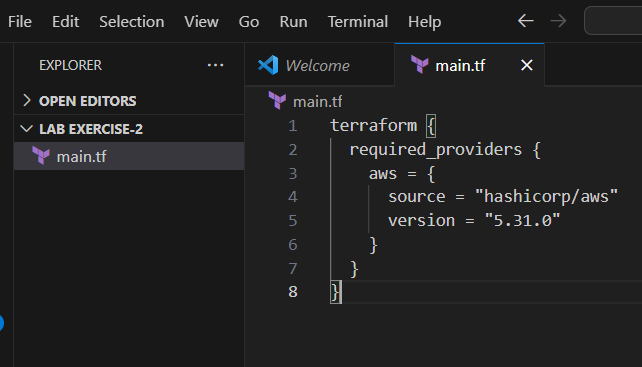 File Edit Selection View Go Run Terminal Help
EXPLORER
OPEN EDITORS
LAB EXERCISE-2
main.tf
Welcome
main.tf
main.tf
1 terraform {
2 required_providers {
3 aws = {
4 source = "hashicorp/aws"
5 version = "5.31.0"
6 }
7 }
8 }